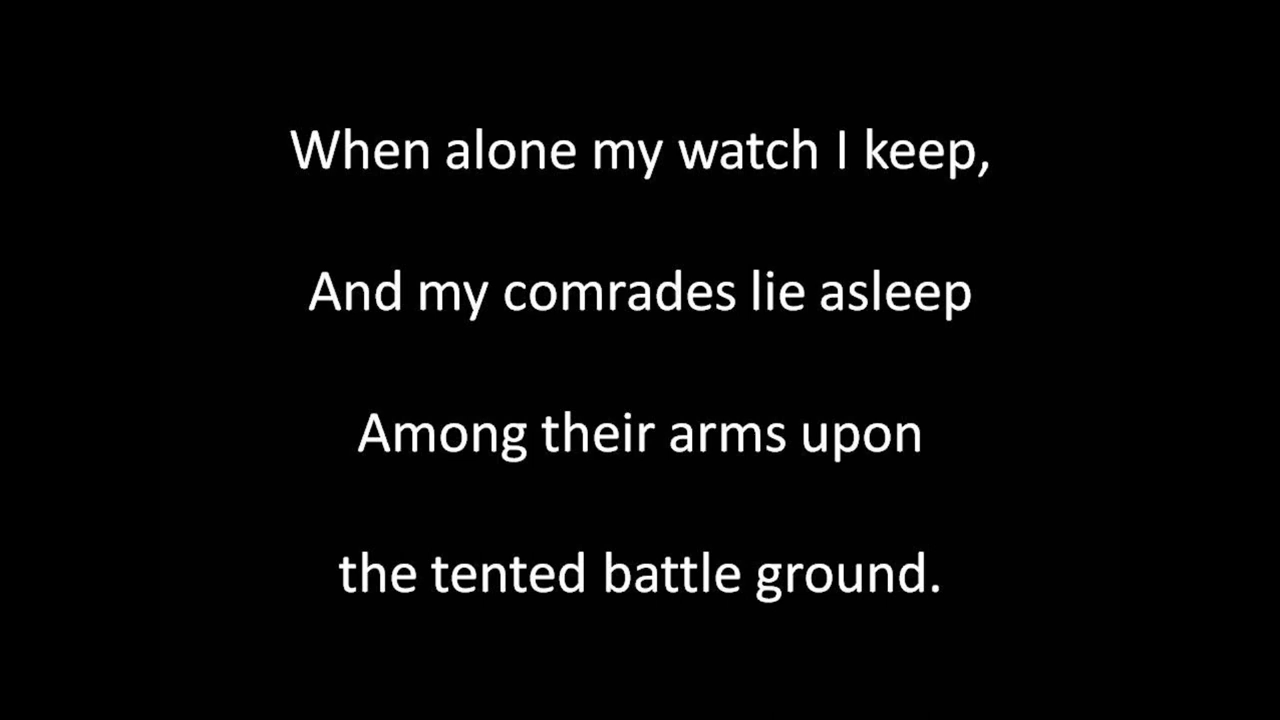 When alone my watch I keep,
And my comrades lie asleep
Among their arms upon
the tented battle ground.